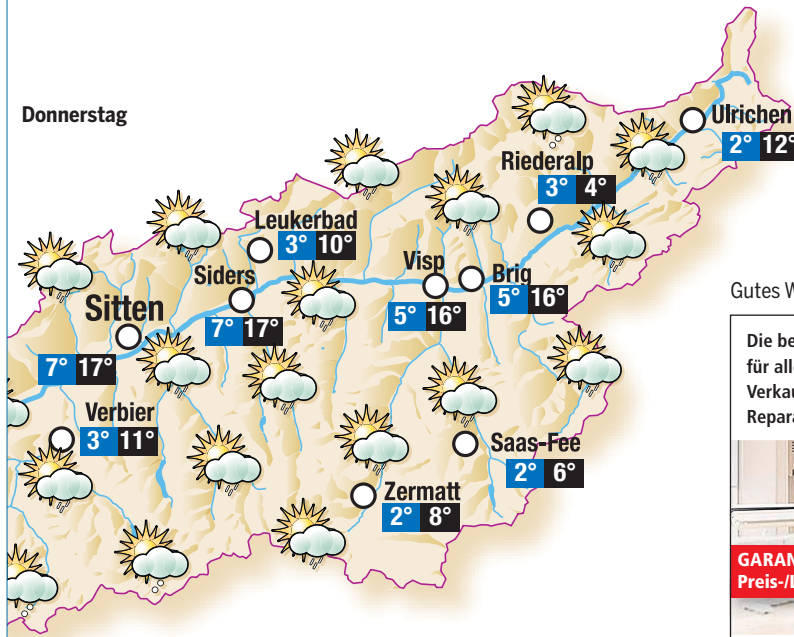 Donnerstag
Ulrichen
2° 12°
Riederalp
3° 4°
Leukerbad
3° 10°
Visp
5° 16°
Brig
5° 16°
Siders
7° 17°
Sitten
7° 17°
Verbier
3° 11°
Saas-Fee
2° 6°
Zermatt
2° 8°
Gutes W
Die be
für alle
Verkau
Repara
GARAN
Preis-/L